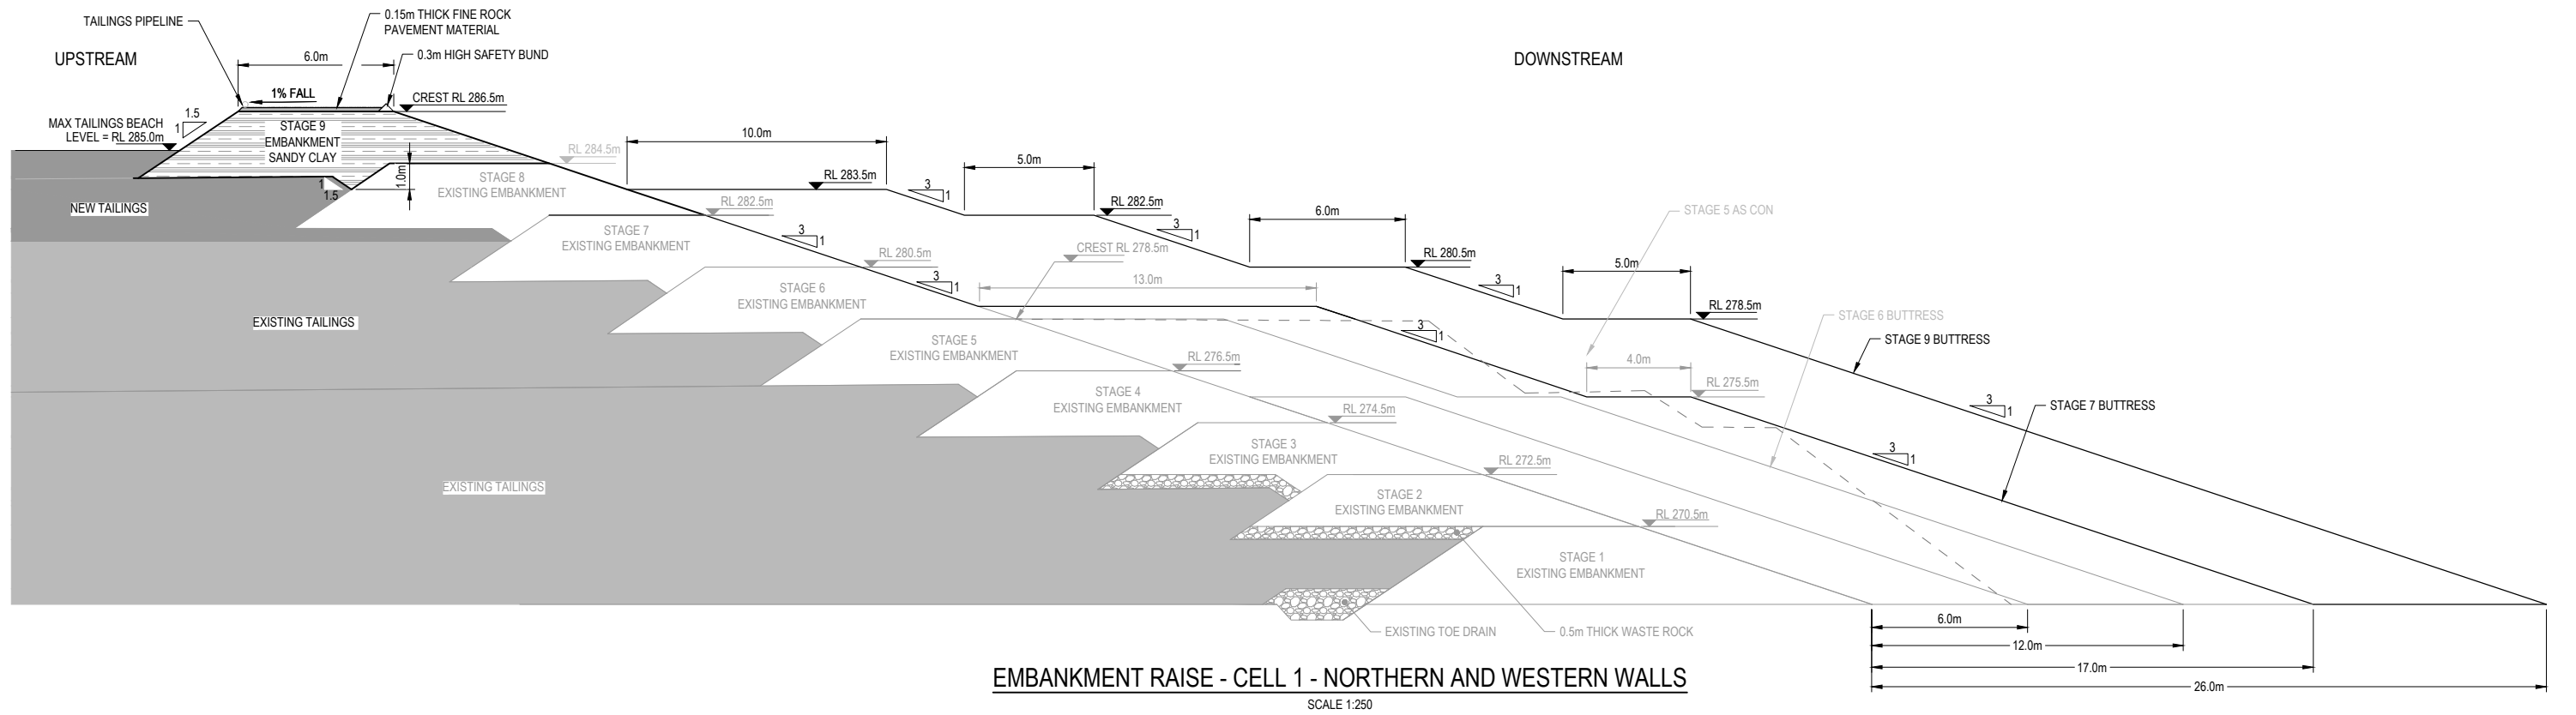 TAILINGS PIPELINE
0.15m THICK FINE ROCK
PAVEMENT MATERIAL
UPSTREAM
6.0m
0.3m HIGH SAFETY BUND
DOWNSTREAM
1% FALL
CREST RL 286.5m
1.5
1
MAX TAILINGS BEACH
LEVEL = RL 285.0m
STAGE 9
EMBANKMENT
SANDY CLAY
10.0m
RL 284.5m
5.0m
1.0m
STAGE 8
EXISTING EMBANKMENT
RL 283.5m
3
1
1
1.5
NEW TAILINGS
RL 282.5m
RL 282.5m
6.0m
STAGE 5 AS CON
STAGE 7
EXISTING EMBANKMENT
3
1
3
1
CREST RL 278.5m
RL 280.5m
RL 280.5m
5.0m
13.0m
STAGE 6
EXISTING EMBANKMENT
3
1
3
1
RL 278.5m
EXISTING TAILINGS
STAGE 6 BUTTRESS
STAGE 9 BUTTRESS
STAGE 5
EXISTING EMBANKMENT
3
1
RL 276.5m
4.0m
RL 275.5m
STAGE 4
EXISTING EMBANKMENT
RL 274.5m
3
1
STAGE 7 BUTTRESS
STAGE 3
EXISTING EMBANKMENT
3
1
RL 272.5m
EXISTING TAILINGS
STAGE 2
EXISTING EMBANKMENT
RL 270.5m
STAGE 1
EXISTING EMBANKMENT
EXISTING TOE DRAIN
0.5m THICK WASTE ROCK
6.0m
12.0m
17.0m
26.0m
EMBANKMENT RAISE - CELL 1 - NORTHERN AND WESTERN WALLS
SCALE 1:250